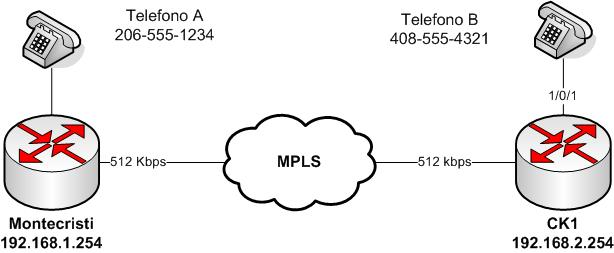 Telefono A
206-555-1234
Telefono B
408-555-4321
1/0/1
512 Kbps
MPLS
512 kbps
Montecristi
192.168.1.254
CK1
192.168.2.254